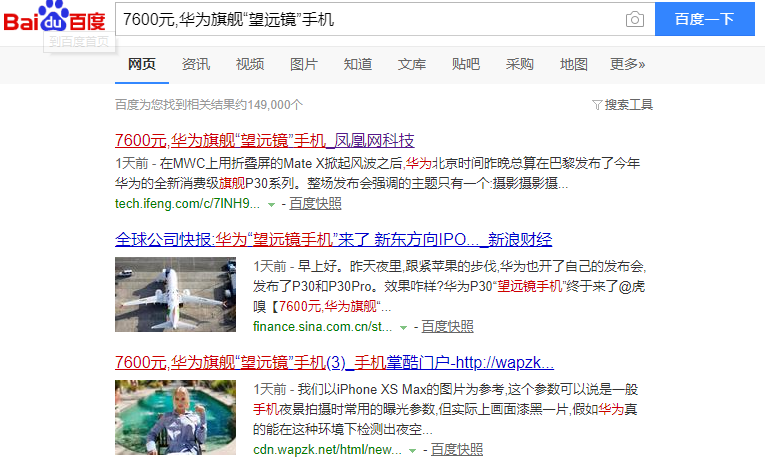 Bai du 百度
到百度首页
7600元,华为旗舰“望远镜”手机
百度一下
网页 资讯 视频 图片 知道 文库 贴吧 采购 地图 更多»
百度为您找到相关结果约149,000个
搜索工具
7600元,华为旗舰“望远镜”手机_凤凰网科技
1天前 - 在MWC上用折叠屏的Mate X掀起风波之后,华为北京时间昨晚总算在巴黎发布了今年
华为的全新消费级旗舰P30系列。整场发布会强调的主题只有一个:摄影摄影摄...
tech.ifeng.com/c/7INH9... - 百度快照
全球公司快报:华为“望远镜手机”来了 新东方向IPO..._新浪财经
1天前 - 早上好。昨天夜里,跟紧苹果的步伐,华为也开了自己的发布会,
发布了P30和P30Pro。效果咋样?华为P30“望远镜手机”终于来了@虎
嗅【7600元,华为旗舰“...
finance.sina.com.cn/st... - 百度快照
7600元,华为旗舰“望远镜”手机(3)_手机掌酷门户-http://wapzk...
1天前 - 我们以iPhone XS Max的图片为参考,这个参数可以说是一般
手机夜景拍摄时常用的曝光参数,但实际上画面漆黑一片,假如华为真
的能在这种环境下检测出夜空...
cdn.wapzk.net/html/new... - 百度快照